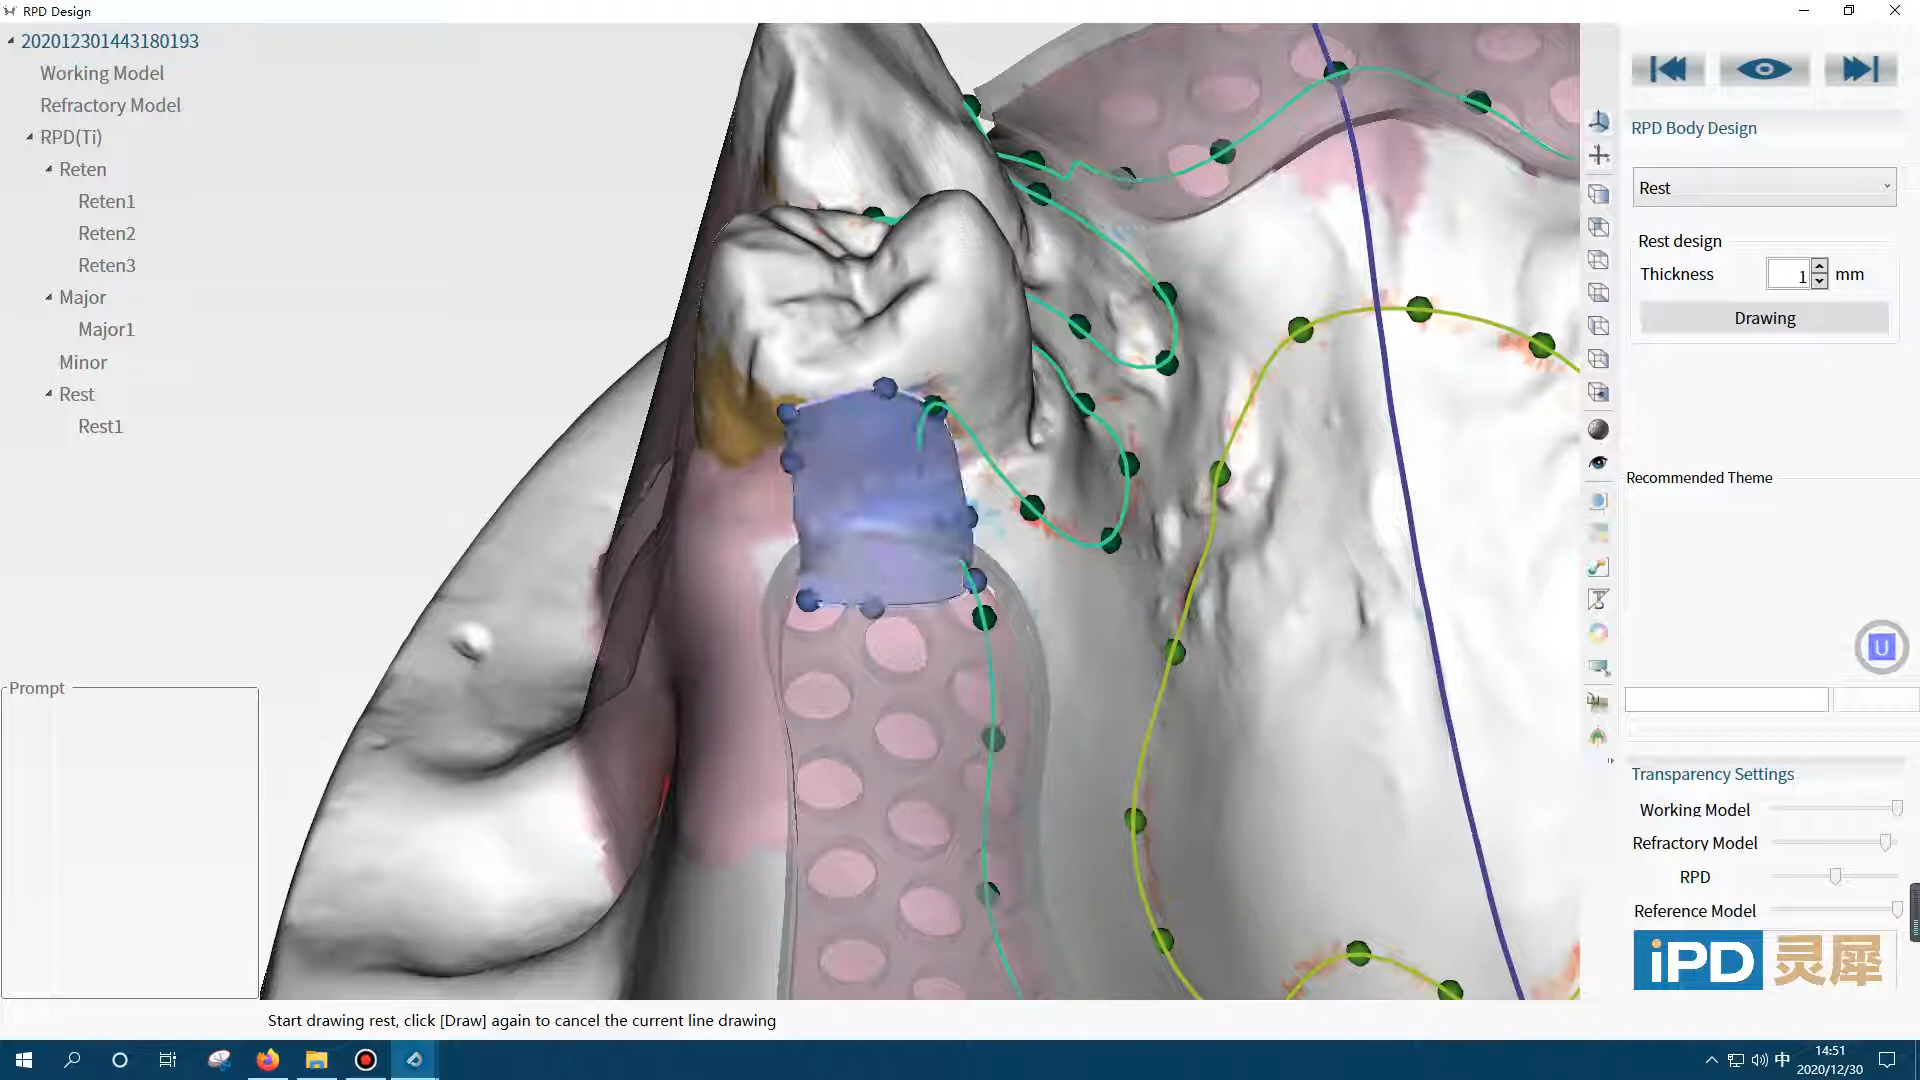 RPD Design
202012301443180193
Working Model
Refractory Model
RPD(Ti)
Reten
Reten1
Reten2
Reten3
Major
Major1
Minor
Rest
Rest1
Prompt
RPD Body Design
Rest
Rest design
Thickness 1 mm
Drawing
Recommended Theme
U
Transparency Settings
Working Model
Refractory Model
RPD
Reference Model
iPD 灵犀
Start drawing rest, click [Draw] again to cancel the current line drawing
中
14:51
2020/12/30